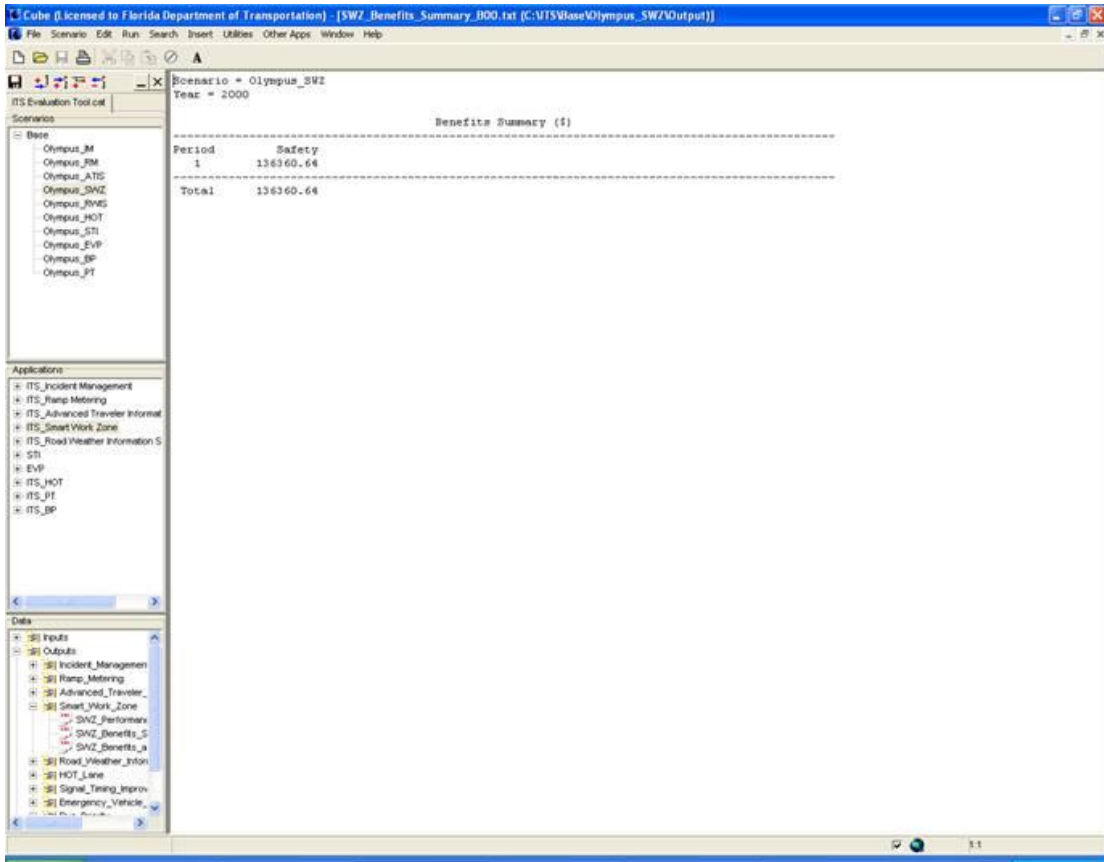 Cube (Licensed to Florida Department of Transportation) - [SWZ_Benefits_Summary_B00.txt (C:\ITS\Base\Olympus_SWZ\Output)]
File Scenario Edit Run Search Insert Utilities Other Apps Window Help
A
ITS Evaluation Tool.cat
Scenarios
Base
Olympus_IM
Olympus_RM
Olympus_ATIS
Olympus_SWZ
Olympus_RWIS
Olympus_HOT
Olympus_STI
Olympus_EVP
Olympus_BP
Olympus_PT
Applications
ITS_Incident Management
ITS_Ramp Metering
ITS_Advanced Traveler Informat
ITS_Smart Work Zone
ITS_Road Weather Information S
STI
EVP
ITS_HOT
ITS_PT
ITS_BP
Data
Inputs
Outputs
Incident_Managemen
Ramp_Metering
Advanced_Traveler_
Smart_Work_Zone
SWZ_Performanc
SWZ_Benefits_S
SWZ_Benefits_a
Road_Weather_Infor
HOT_Lane
Signal_Timing_Improv
Emergency_Vehicle_
Scenario = Olympus_SWZ
Year = 2000
Benefits Summary ($)
Period Safety
1 136360.64
Total 136360.64
1:1